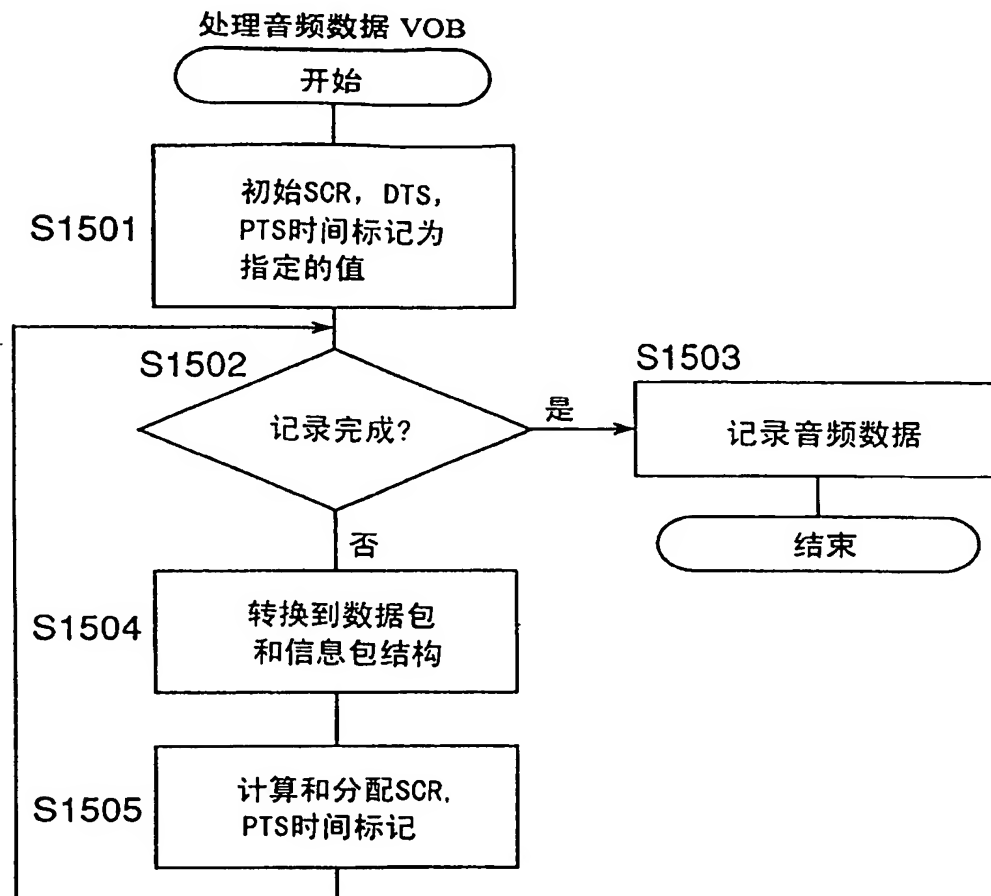 处理音频数据 VOB
开始
S1501
初始SCR, DTS,
PTS时间标记为
指定的值
S1502
记录完成?
是
S1503
记录音频数据
结束
否
S1504
转换到数据包
和信息包结构
S1505
计算和分配SCR,
PTS时间标记